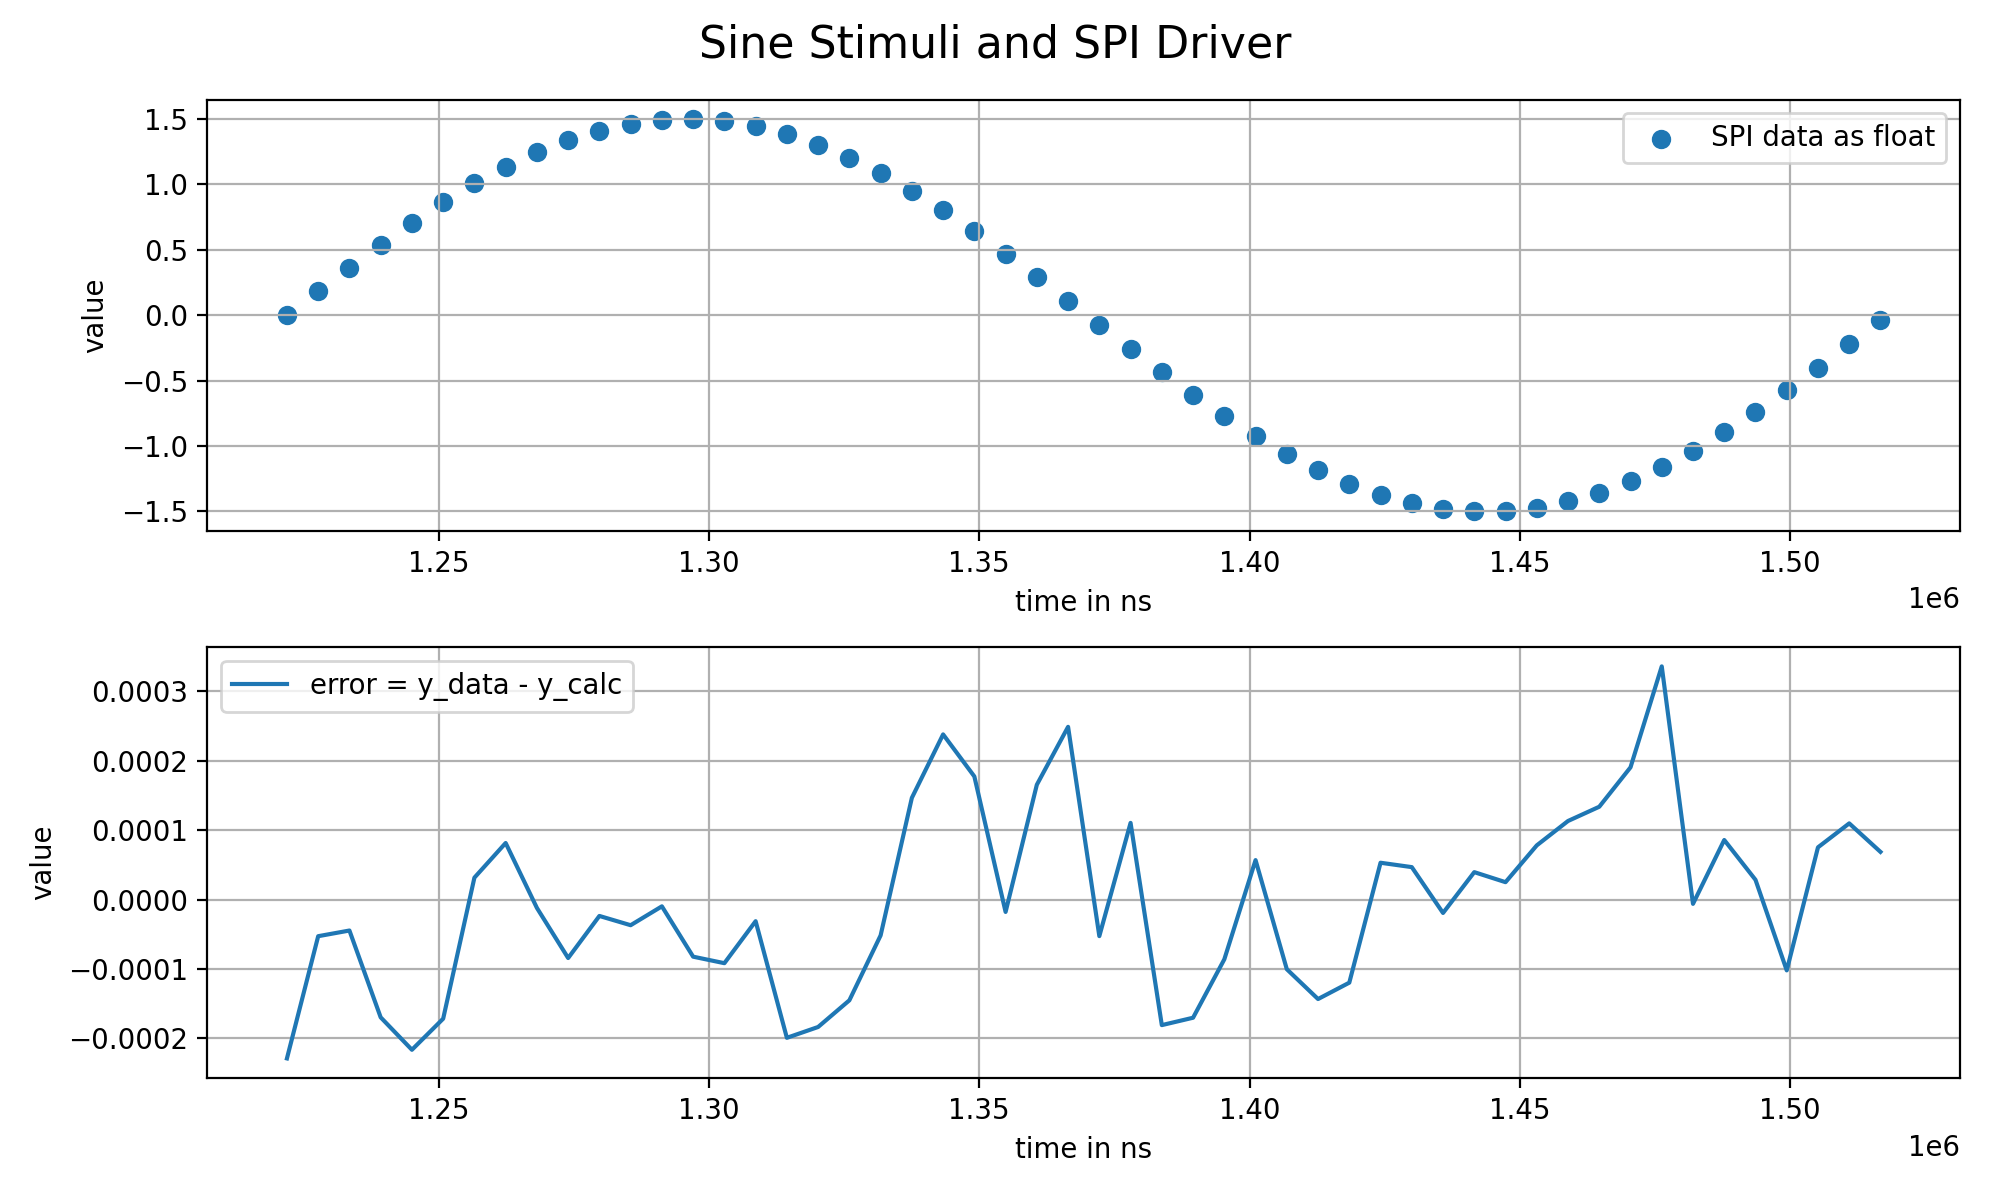 Sine Stimuli and SPI Driver
1.5
1.0
0.5
0.0
−0.5
−1.0
−1.5
value
SPI data as float
1.25 1.30 1.35 1.40 1.45 1.50
time in ns
1e6
0.0003
0.0002
0.0001
0.0000
−0.0001
−0.0002
value
error = y_data - y_calc
1.25 1.30 1.35 1.40 1.45 1.50
time in ns
1e6